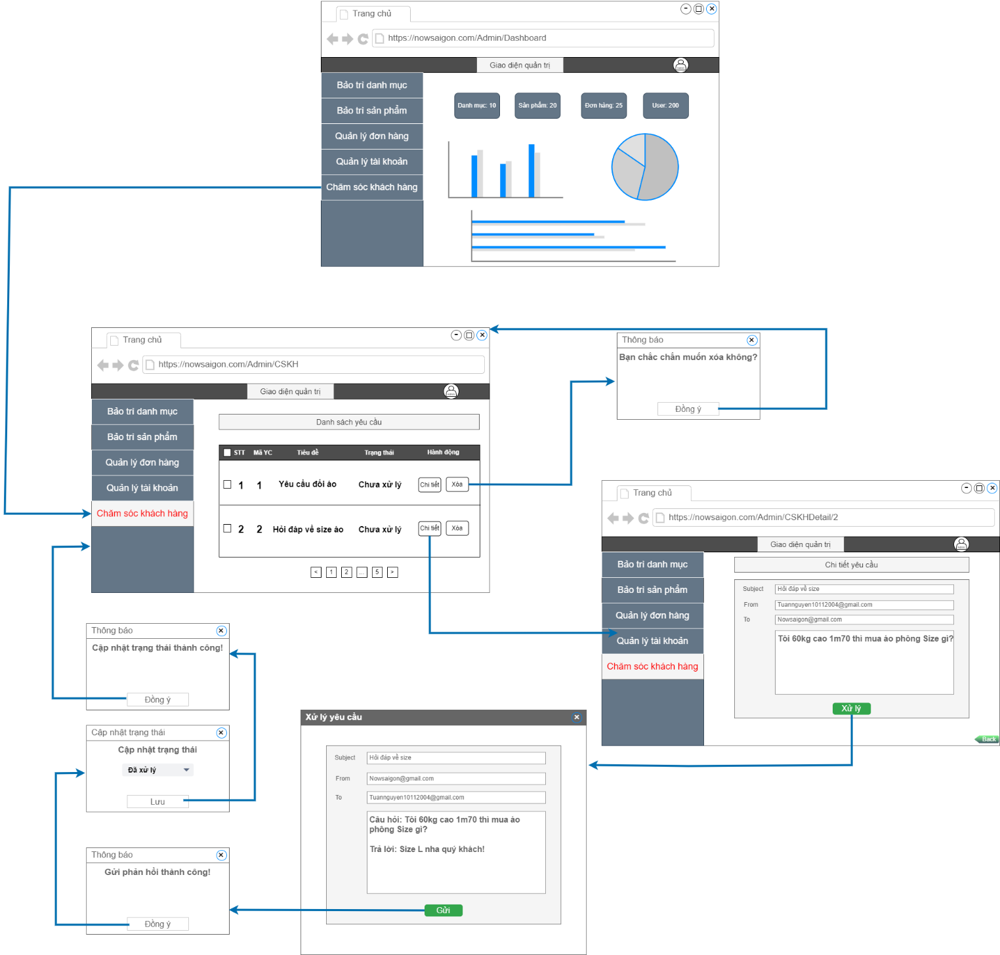 Trang chủ
https://nowsaigon.com/Admin/Dashboard
Giao diện quản trị
Admin
Bảo trì danh mục
Bảo trì sản phẩm
Quản lý đơn hàng
Quản lý tài khoản
Chăm sóc khách hàng
Danh mục: 10
Sản phẩm: 20
Đơn hàng: 25
User: 200
Trang chủ
https://nowsaigon.com/Admin/CSKH
Giao diện quản trị
Admin
Bảo trì danh mục
Bảo trì sản phẩm
Quản lý đơn hàng
Quản lý tài khoản
Chăm sóc khách hàng
Danh sách yêu cầu
STT Mã YC Tiêu đề Trạng thái Hành động
1 1 Yêu cầu đổi áo Chưa xử lý Chi tiết Xóa
2 2 Hỏi đáp về size áo Chưa xử lý Chi tiết Xóa
< 1 2 ... 5 >
Thông báo
Bạn chắc chắn muốn xóa không?
Đồng ý
Trang chủ
https://nowsaigon.com/Admin/CSKHDetail/2
Giao diện quản trị
Admin
Bảo trì danh mục
Bảo trì sản phẩm
Quản lý đơn hàng
Quản lý tài khoản
Chăm sóc khách hàng
Chi tiết yêu cầu
Subject Hỏi đáp về size
From Tuannguyen10112004@gmail.com
To Nowsaigon@gmail.com
Tôi 60kg cao 1m70 thì mua áo phông Size gì?
Xử lý
Back
Xử lý yêu cầu
Subject Hỏi đáp về size
From Nowsaigon@gmail.com
To Tuannguyen10112004@gmail.com
Câu hỏi: Tôi 60kg cao 1m70 thì mua áo
phông Size gì?
Trả lời: Size L nha quý khách!
Gửi
Thông báo
Cập nhật trạng thái thành công!
Đồng ý
Cập nhật trạng thái
Cập nhật trạng thái
Đã xử lý
Lưu
Thông báo
Gửi phản hồi thành công!
Đồng ý